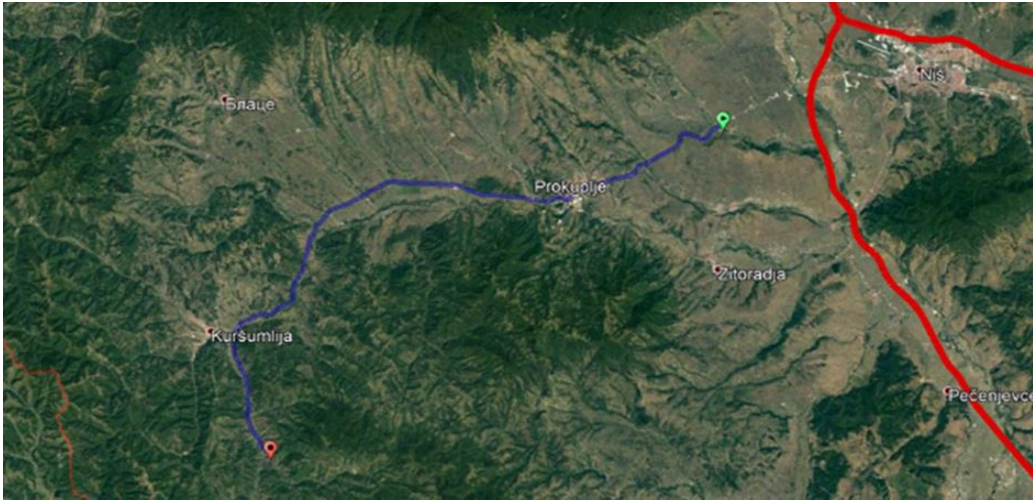 Niš
Блаце
Prokuplje
Žitoradja
Kuršumlija
Pečenjevce